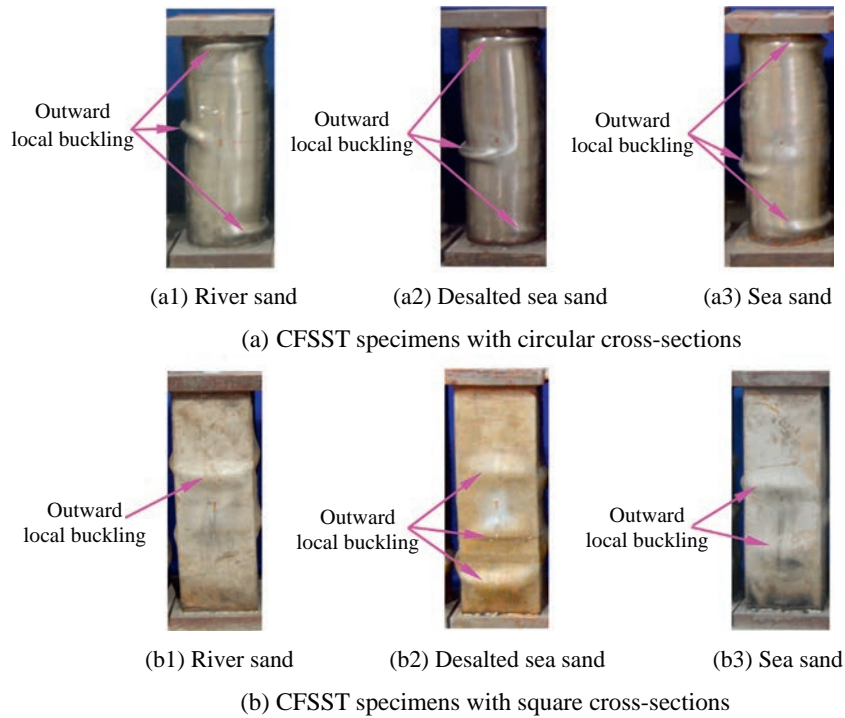 Outward
local buckling
Outward
local buckling
Outward
local buckling
(a1) River sand
(a2) Desalted sea sand
(a3) Sea sand
(a) CFSST specimens with circular cross-sections
Outward
local buckling
Outward
local buckling
Outward
local buckling
(b1) River sand
(b2) Desalted sea sand
(b3) Sea sand
(b) CFSST specimens with square cross-sections